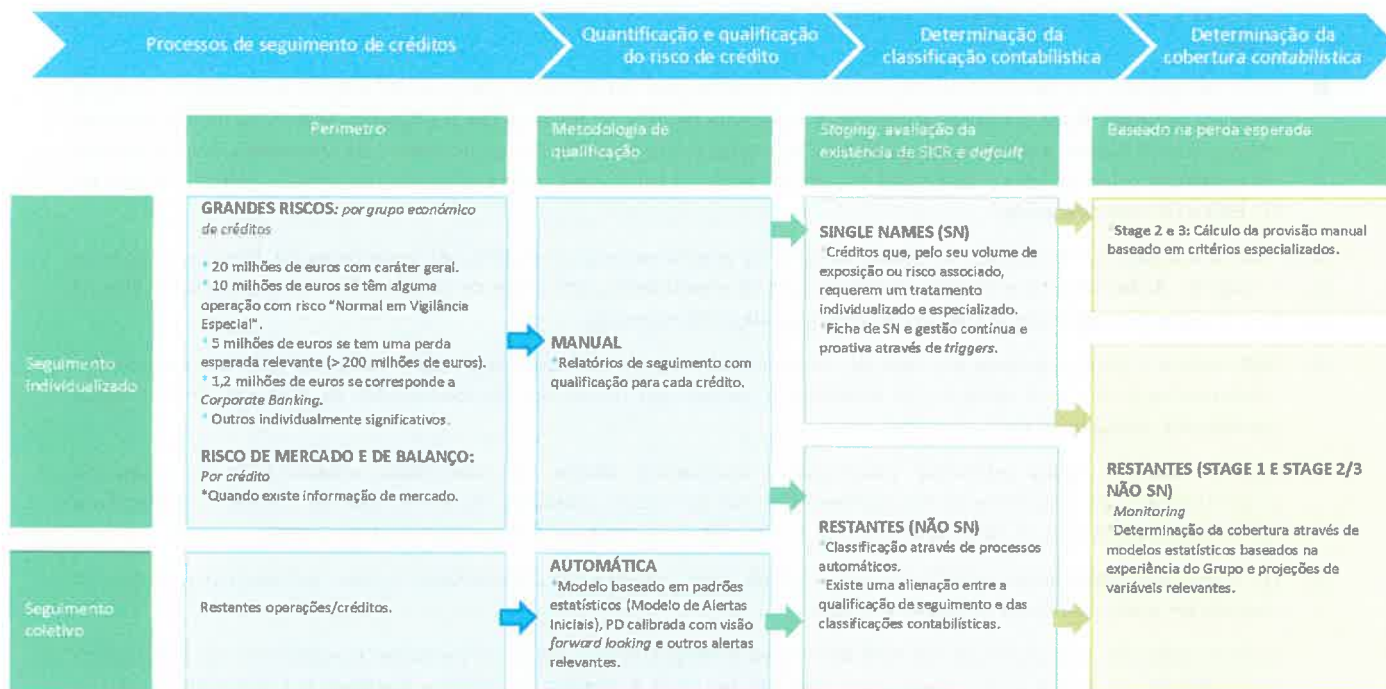 Processos de seguimento de créditos
Quantificação e qualificação
do risco de crédito
Determinação da
classificação contabilística
Determinação da
cobertura contabilística
Perímetro
Metodologia de
qualificação
Staging, avaliação da
existência de SICR e default
Baseado na perda esperada
Seguimento
individualizado
GRANDES RISCOS: por grupo económico
de créditos
* 20 milhões de euros com caráter geral.
* 10 milhões de euros se têm alguma
operação com risco "Normal em Vigilância
Especial".
* 5 milhões de euros se tem uma perda
esperada relevante (> 200 milhões de euros).
* 1,2 milhões de euros se corresponde a
Corporate Banking.
* Outros individualmente significativos.
RISCO DE MERCADO E DE BALANÇO:
Por crédito
*Quando existe informação de mercado.
MANUAL
*Relatórios de seguimento com
qualificação para cada crédito.
SINGLE NAMES (SN)
*Créditos que, pelo seu volume de
exposição ou risco associado,
requerem um tratamento
individualizado e especializado.
*Ficha de SN e gestão contínua e
proativa através de triggers.
*Stage 2 e 3: Cálculo da provisão manual
baseado em critérios especializados.
Seguimento
coletivo
Restantes operações/créditos.
AUTOMÁTICA
*Modelo baseado em padrões
estatísticos (Modelo de Alertas
Iniciais), PD calibrada com visão
forward looking e outros alertas
relevantes.
RESTANTES (NÃO SN)
*Classificação através de processos
automáticos.
*Existe uma alienação entre a
qualificação de seguimento e das
classificações contabilísticas.
RESTANTES (STAGE 1 E STAGE 2/3
NÃO SN)
Monitoring
*Determinação da cobertura através de
modelos estatísticos baseados na
experiência do Grupo e projeções de
variáveis relevantes.